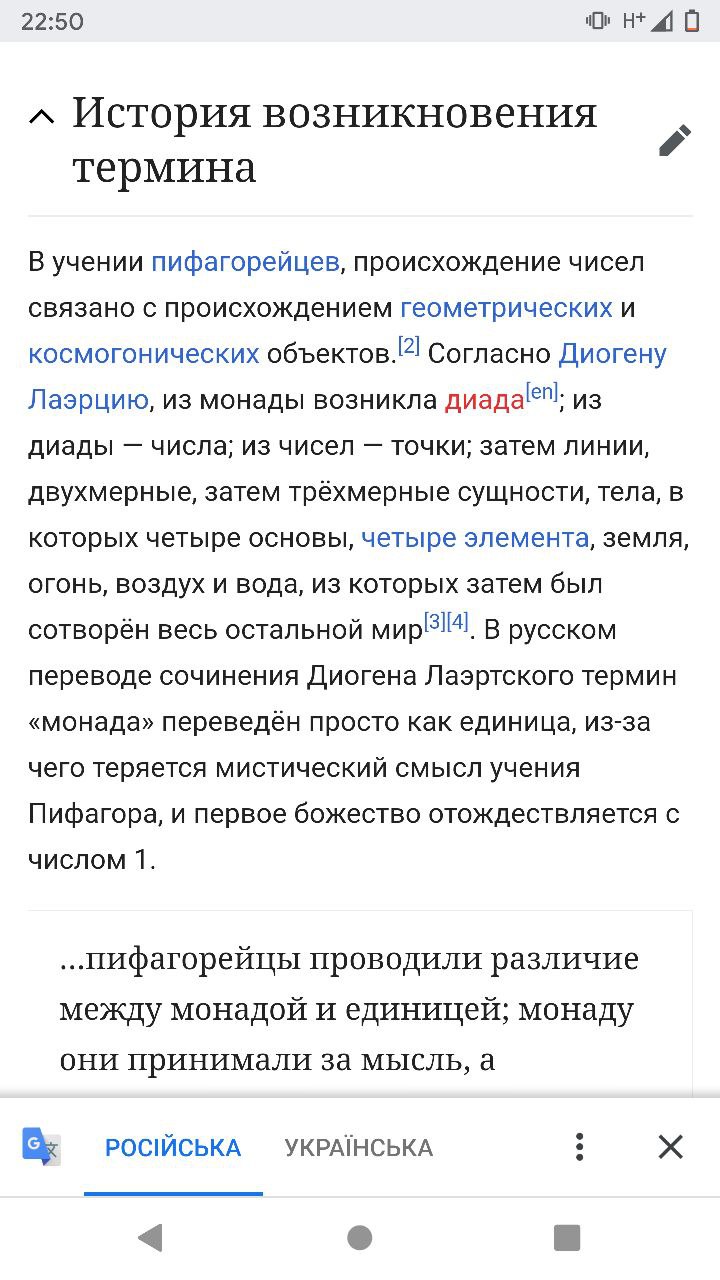 22:50
H+
История возникновения
термина
В учении пифагорейцев, происхождение чисел
связано с происхождением геометрических и
космогонических объектов.[2] Согласно Диогену
Лаэрцию, из монады возникла диада[en]; из
диады — числа; из чисел — точки; затем линии,
двухмерные, затем трёхмерные сущности, тела, в
которых четыре основы, четыре элемента, земля,
огонь, воздух и вода, из которых затем был
сотворён весь остальной мир[3][4]. В русском
переводе сочинения Диогена Лаэртского термин
«монада» переведён просто как единица, из-за
чего теряется мистический смысл учения
Пифагора, и первое божество отождествляется с
числом 1.
...пифагорейцы проводили различие
между монадой и единицей; монаду
они принимали за мысль, а
G 文 РОСІЙСЬКА УКРАЇНСЬКА